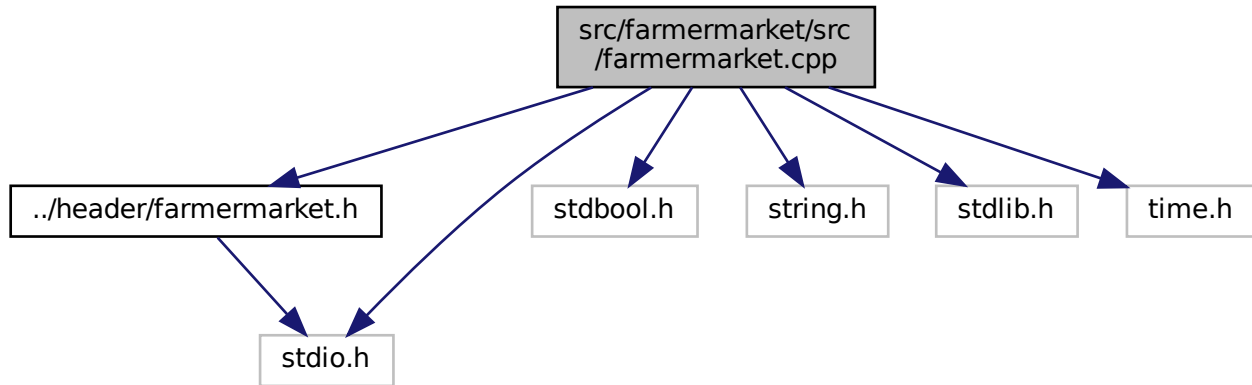 src/farmermarket/src
/farmermarket.cpp
../header/farmermarket.h
stdbool.h
string.h
stdlib.h
time.h
stdio.h